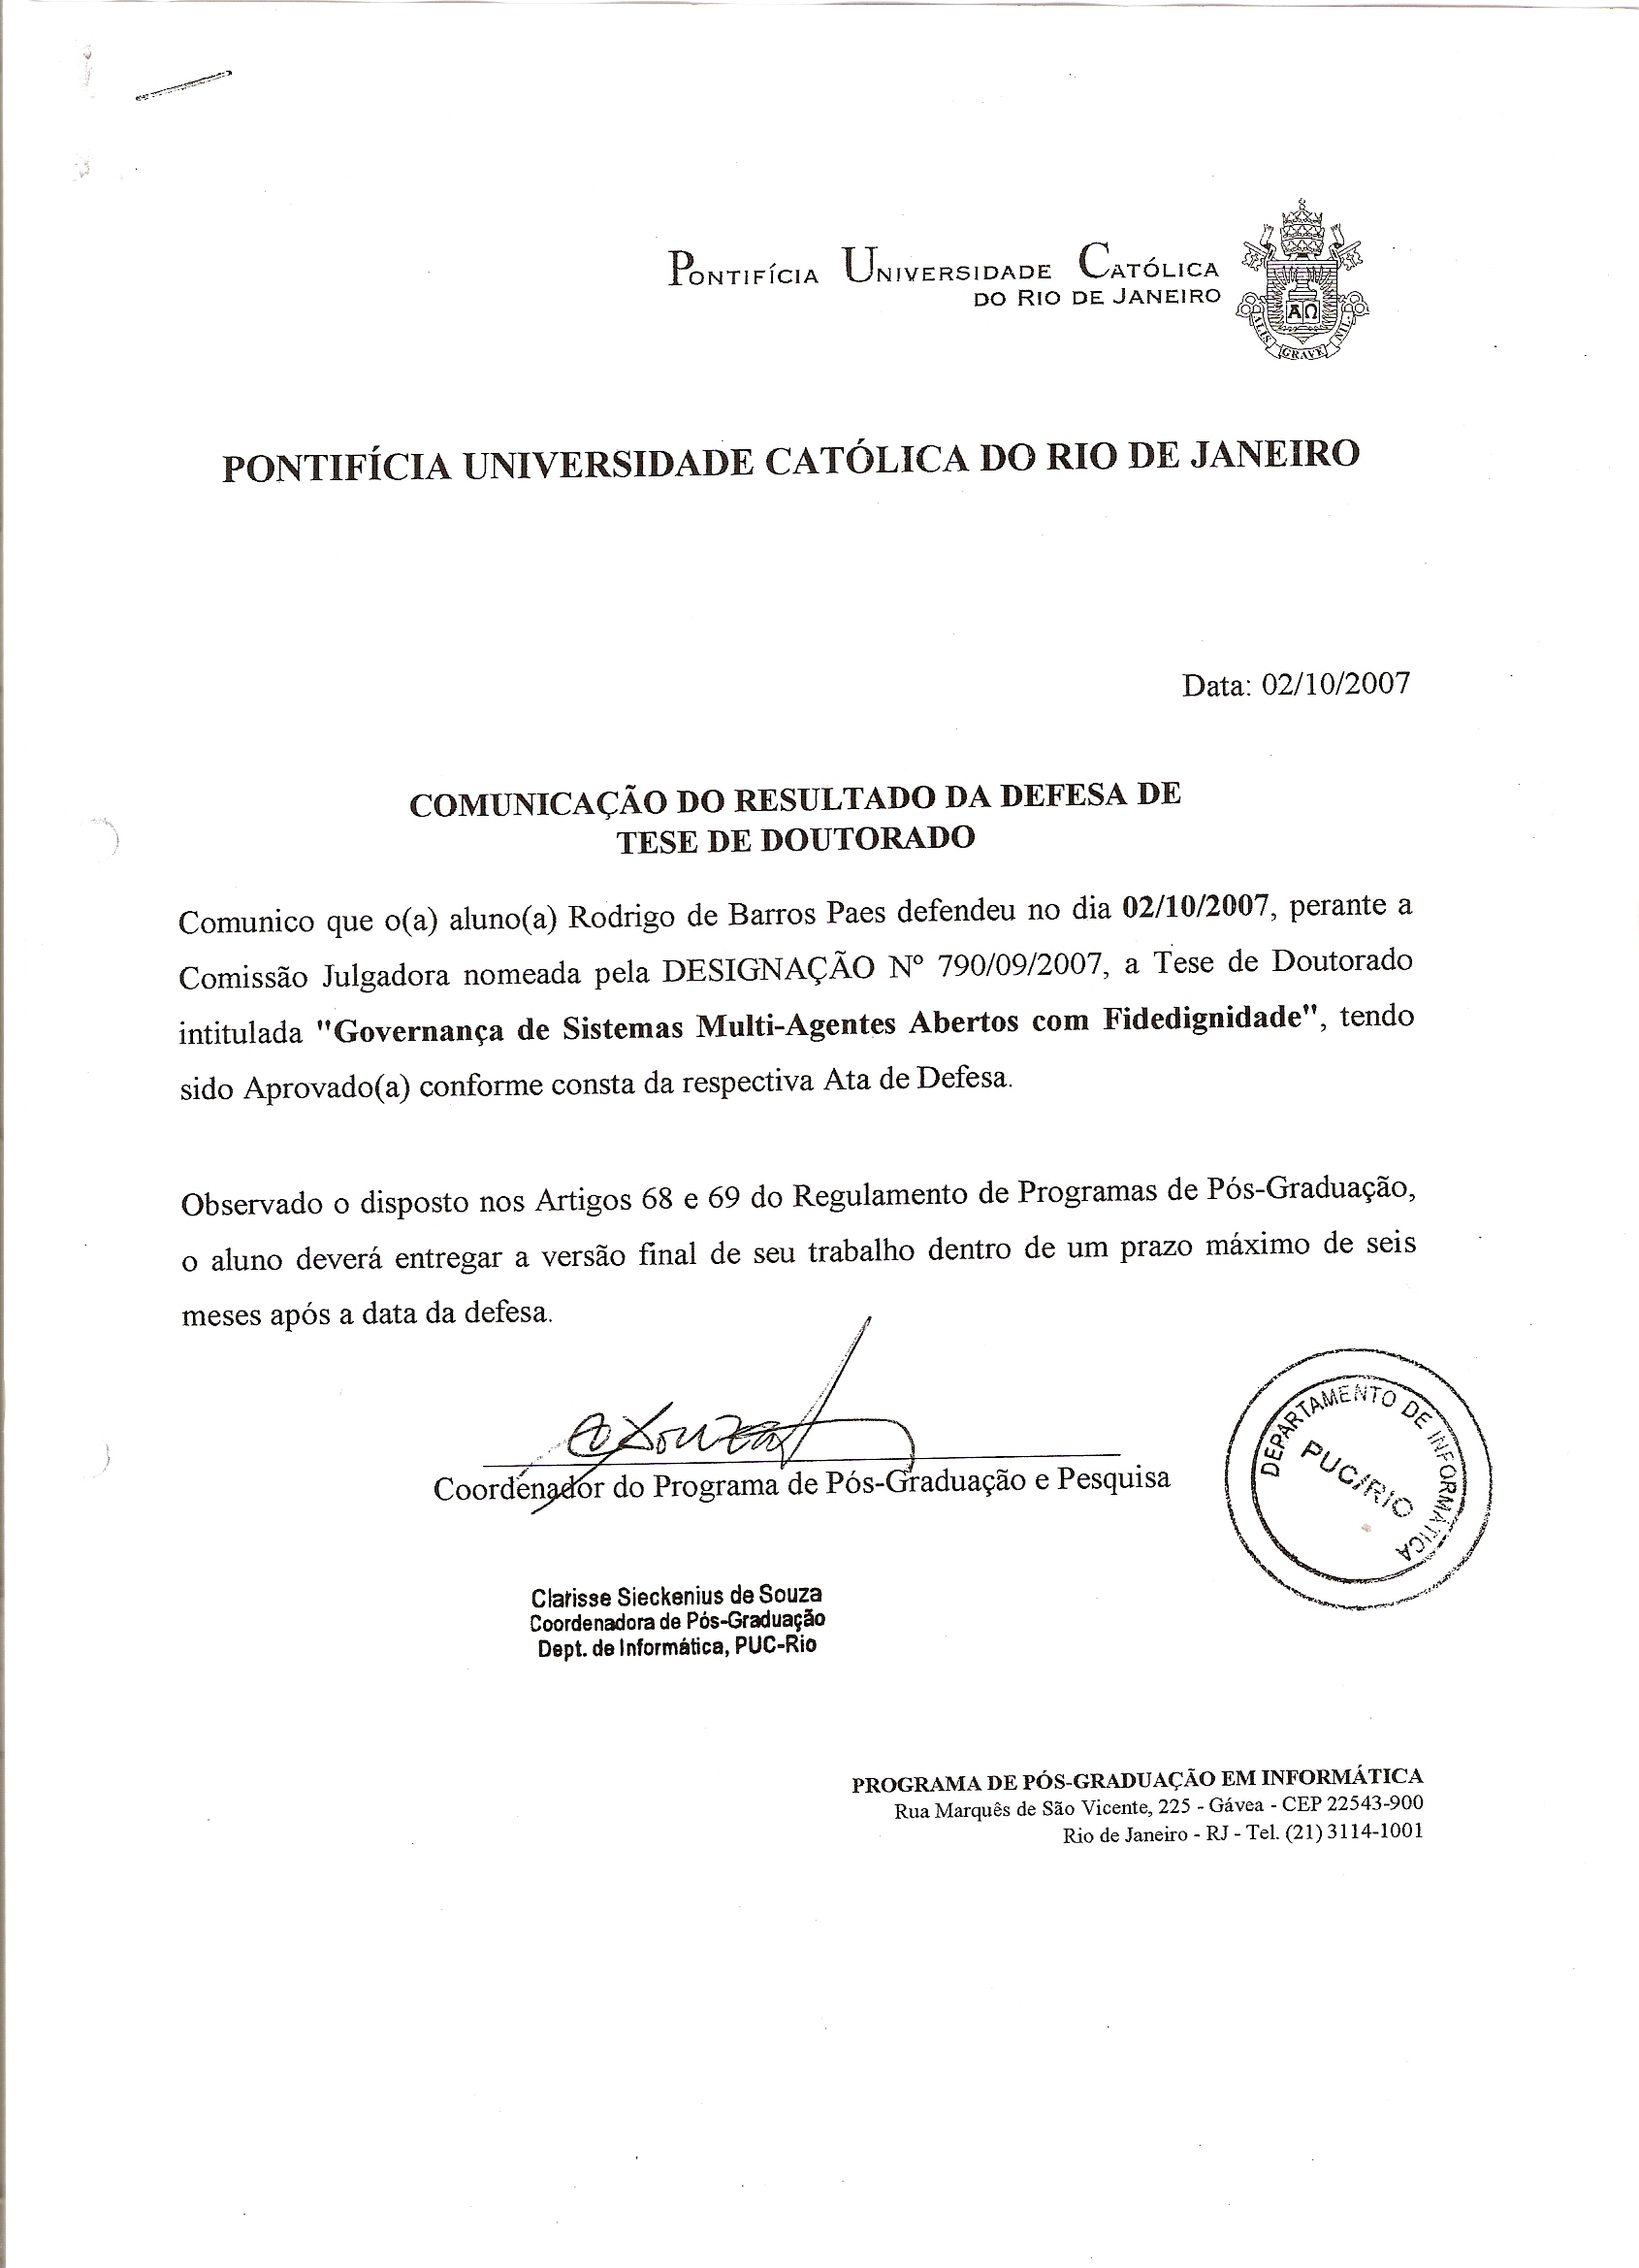 PONTIFÍCIA UNIVERSIDADE CATÓLICA
DO RIO DE JANEIRO
ΑΩ
ALIS GRAVE NIL
PONTIFÍCIA UNIVERSIDADE CATÓLICA DO RIO DE JANEIRO
Data: 02/10/2007
COMUNICAÇÃO DO RESULTADO DA DEFESA DE
TESE DE DOUTORADO
Comunico que o(a) aluno(a) Rodrigo de Barros Paes defendeu no dia 02/10/2007, perante a
Comissão Julgadora nomeada pela DESIGNAÇÃO Nº 790/09/2007, a Tese de Doutorado
intitulada "Governança de Sistemas Multi-Agentes Abertos com Fidedignidade", tendo
sido Aprovado(a) conforme consta da respectiva Ata de Defesa.
Observado o disposto nos Artigos 68 e 69 do Regulamento de Programas de Pós-Graduação,
o aluno deverá entregar a versão final de seu trabalho dentro de um prazo máximo de seis
meses após a data da defesa.
Coordenador do Programa de Pós-Graduação e Pesquisa
DEPARTAMENTO DE INFORMÁTICA
PUC/RIO
Clarisse Sieckenius de Souza
Coordenadora de Pós-Graduação
Dept. de Informática, PUC-Rio
PROGRAMA DE PÓS-GRADUAÇÃO EM INFORMÁTICA
Rua Marquês de São Vicente, 225 - Gávea - CEP 22543-900
Rio de Janeiro - RJ - Tel. (21) 3114-1001